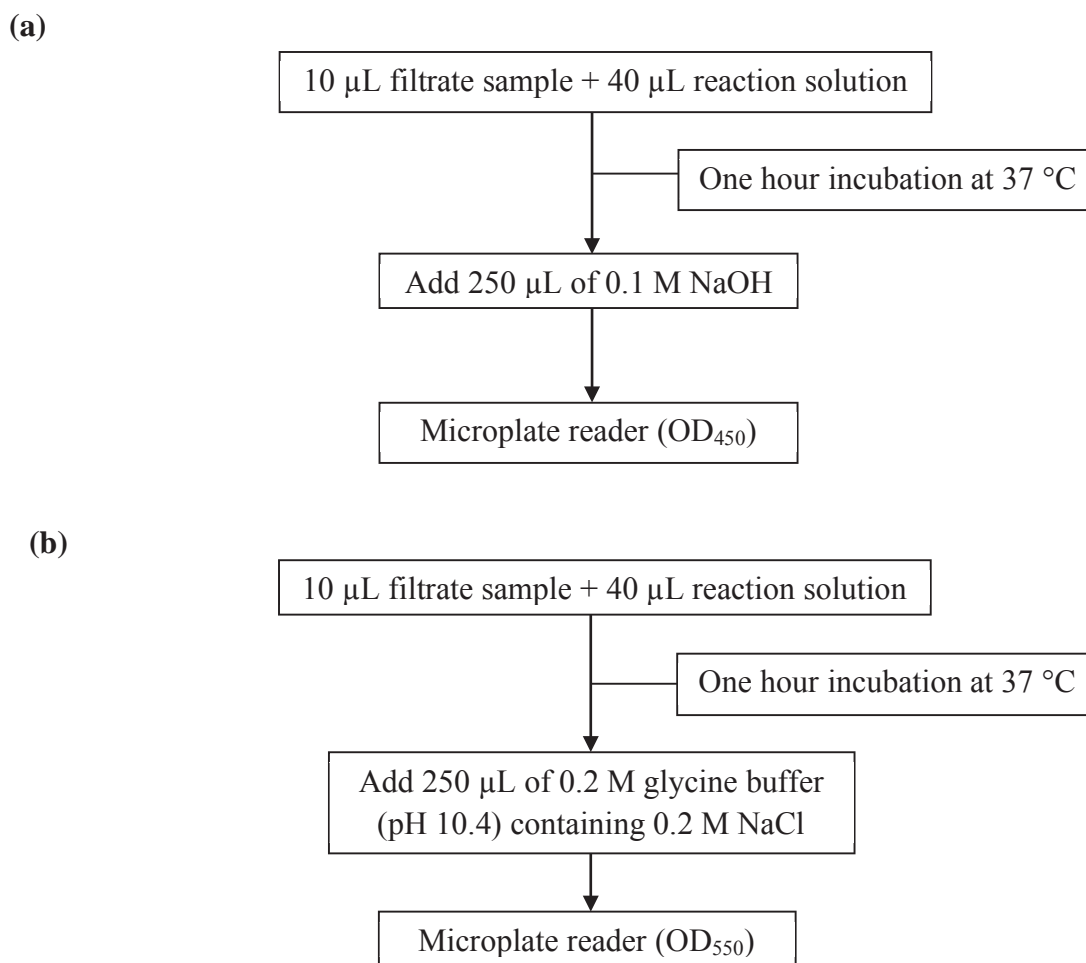 (a)
10 µL filtrate sample + 40 µL reaction solution
One hour incubation at 37 °C
Add 250 µL of 0.1 M NaOH
Microplate reader (OD450)
(b)
10 µL filtrate sample + 40 µL reaction solution
One hour incubation at 37 °C
Add 250 µL of 0.2 M glycine buffer
(pH 10.4) containing 0.2 M NaCl
Microplate reader (OD550)